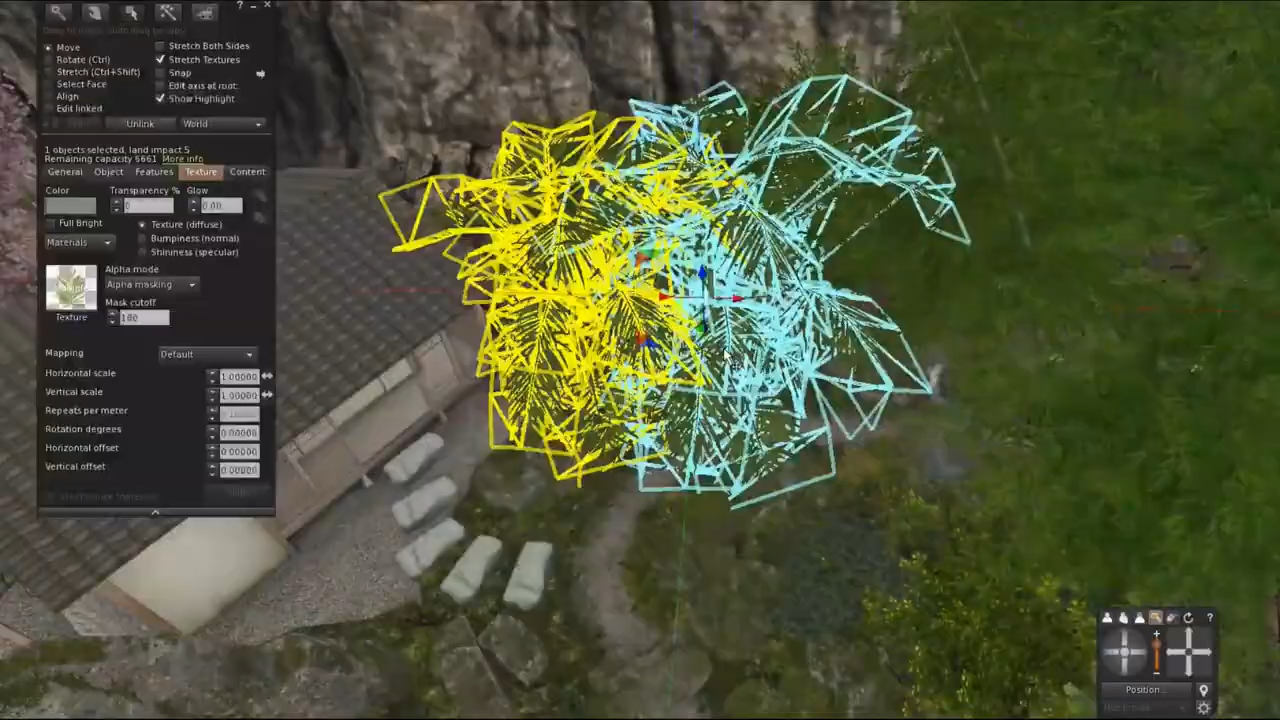 ? _ ×
Move
Rotate (Ctrl)
Stretch (Ctrl+Shift)
Select Face
Align
Edit linked
Stretch Both Sides
Stretch Textures
Snap
Edit axis at root.
Show Highlight
Unlink
World
1 objects selected, land impact 5
Remaining capacity 5661 More info
General Object Features Texture Content
Color Transparency % Glow
0 0.00
Full Bright
Texture (diffuse)
Bumpiness (normal)
Shininess (specular)
Materials
Alpha mode
Alpha masking
Mask cutoff
100
Texture
Mapping Default
Horizontal scale 1.00000
Vertical scale 1.00000
Repeats per meter
Rotation degrees 0.00000
Horizontal offset 0.00000
Vertical offset 0.00000
?
Position...